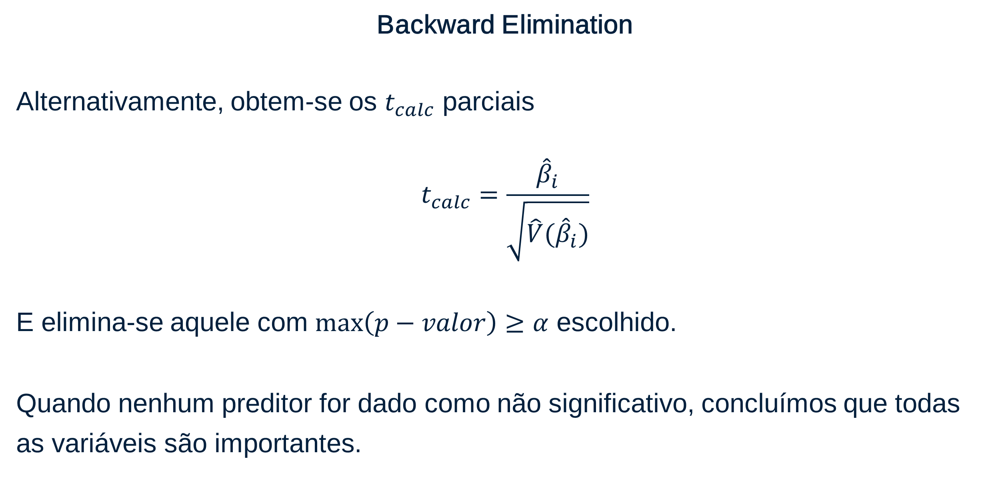 Backward Elimination
Alternativamente, obtem-se os $t_{calc}$ parciais
$t_{calc} = \frac{\hat{\beta}_i}{\sqrt{\hat{V}(\hat{\beta}_i)}}$
E elimina-se aquele com $\max(p - valor) \geq \alpha$ escolhido.
Quando nenhum preditor for dado como não significativo, concluímos que todas
as variáveis são importantes.